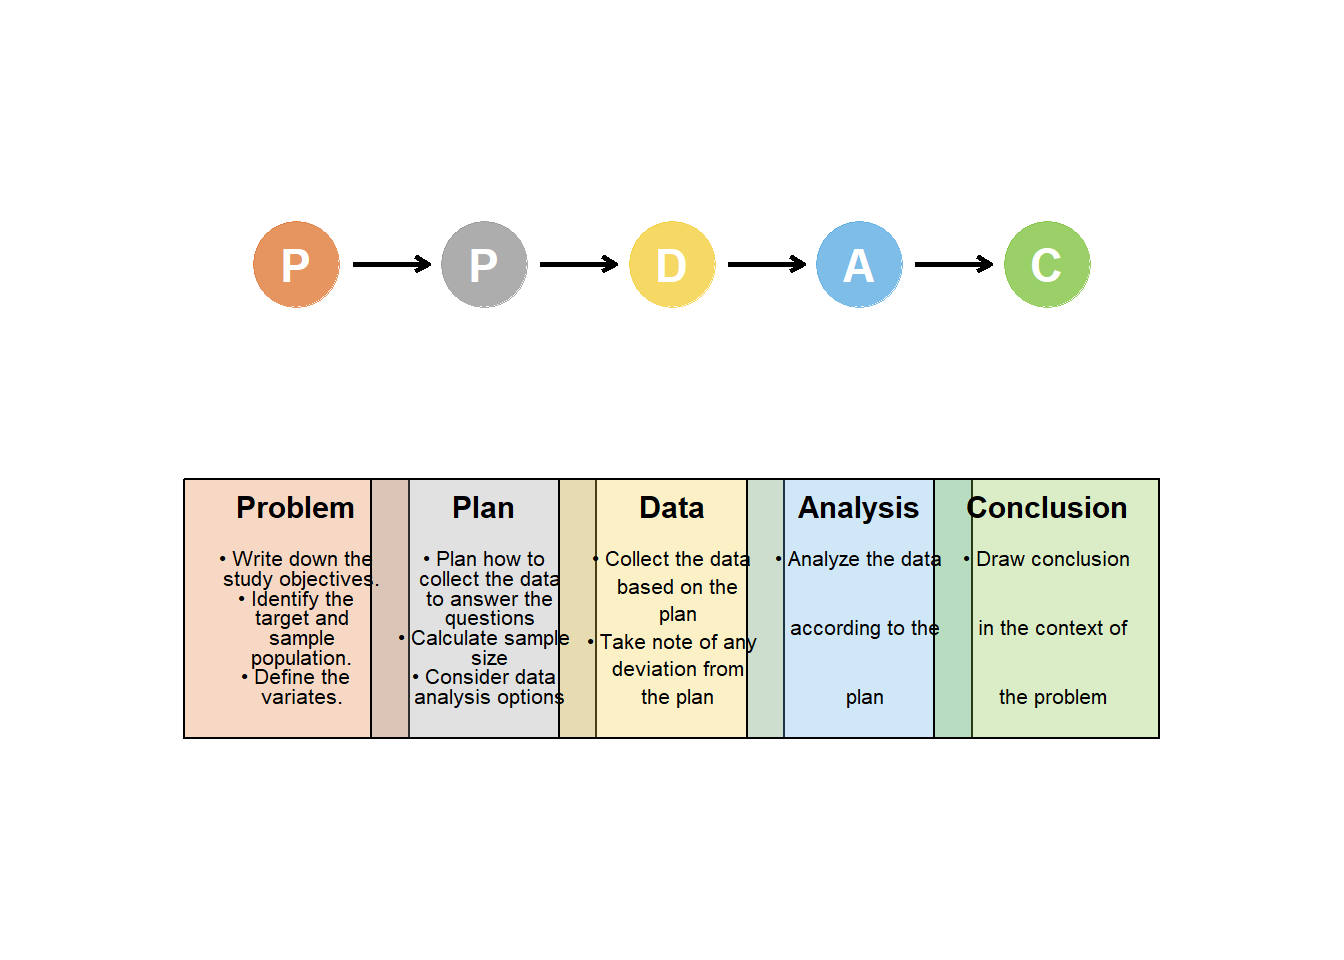 P
P
D
A
C
Problem
• Write down the
study objectives.
• Identify the
target and
sample
population.
• Define the
variates.
Plan
• Plan how to
collect the data
to answer the
questions
• Calculate sample
size
• Consider data
analysis options
Data
• Collect the data
based on the
plan
• Take note of any
deviation from
the plan
Analysis
• Analyze the data
according to the
plan
Conclusion
• Draw conclusion
in the context of
the problem